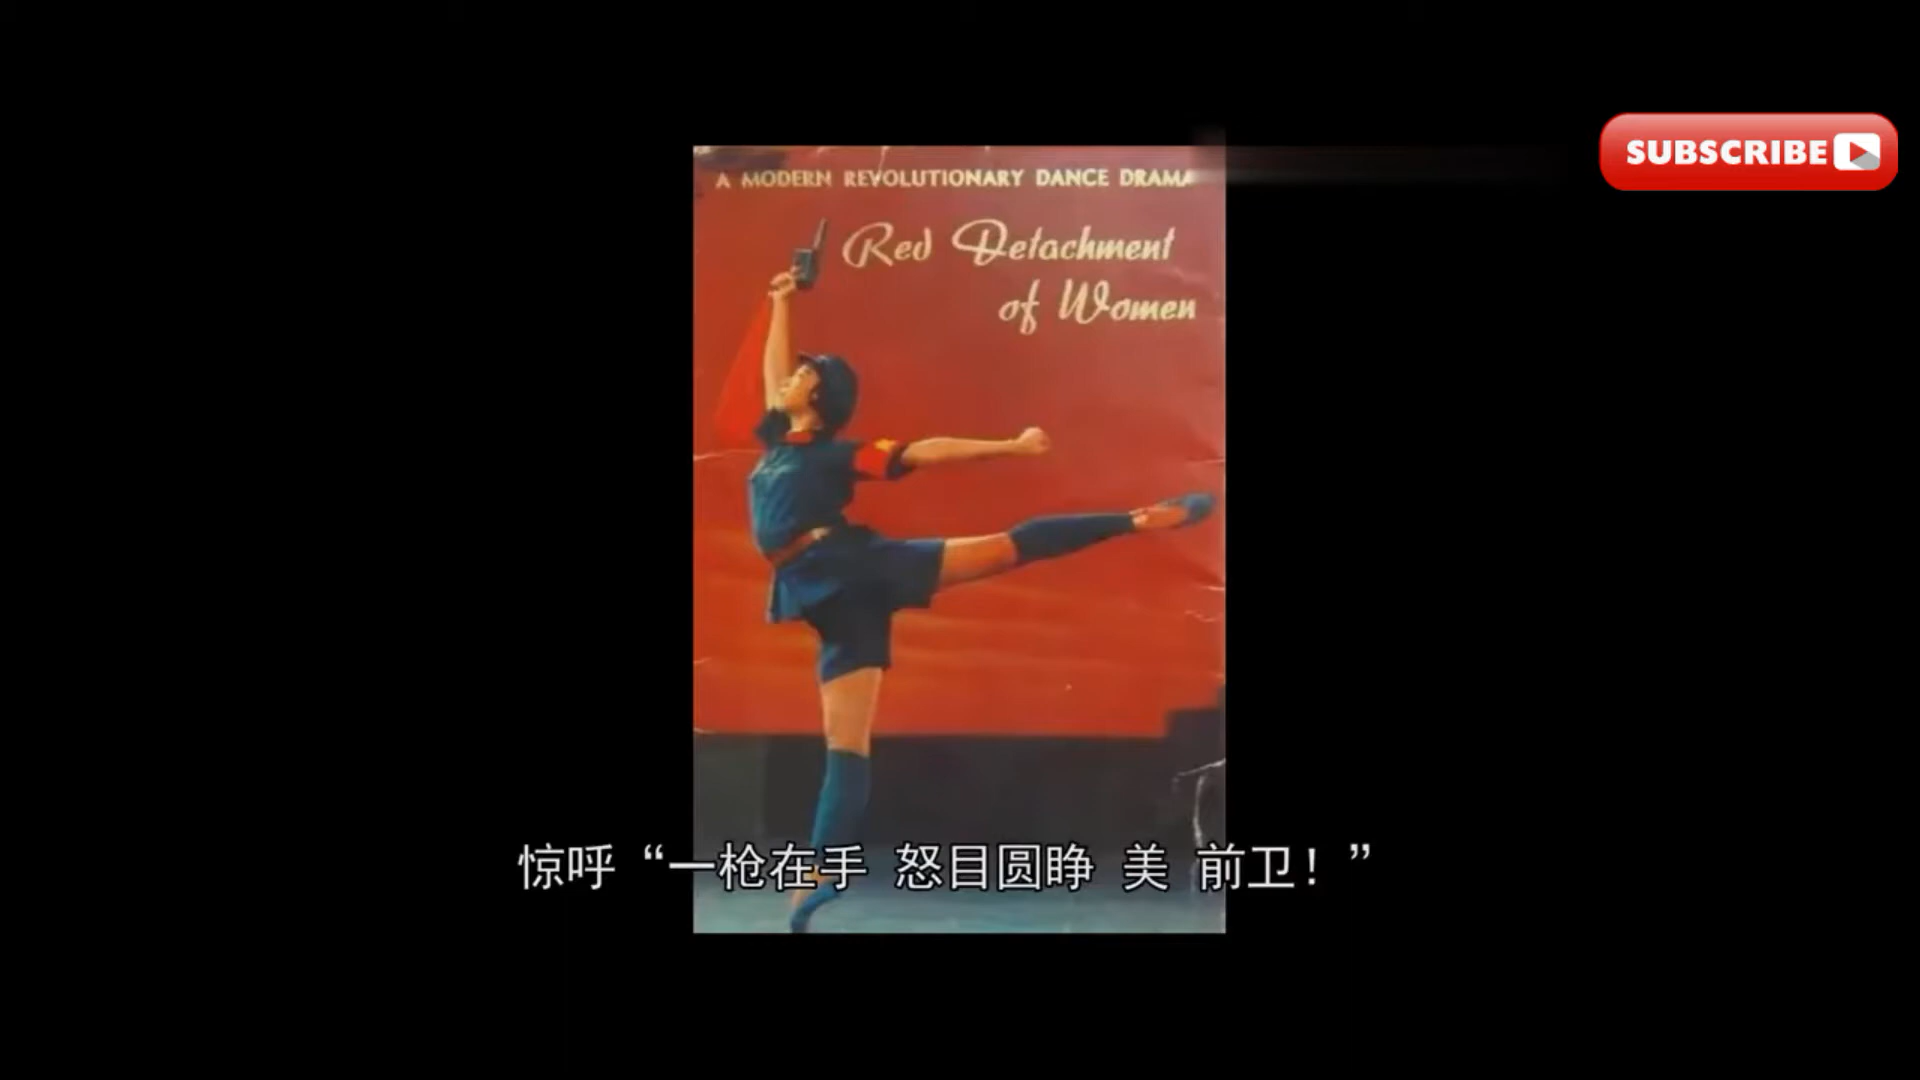 A MODERN REVOLUTIONARY DANCE DRAMA
Red Detachment
of Women
SUBSCRIBE
惊呼“一枪在手 怒目圆睁 美 前卫！”